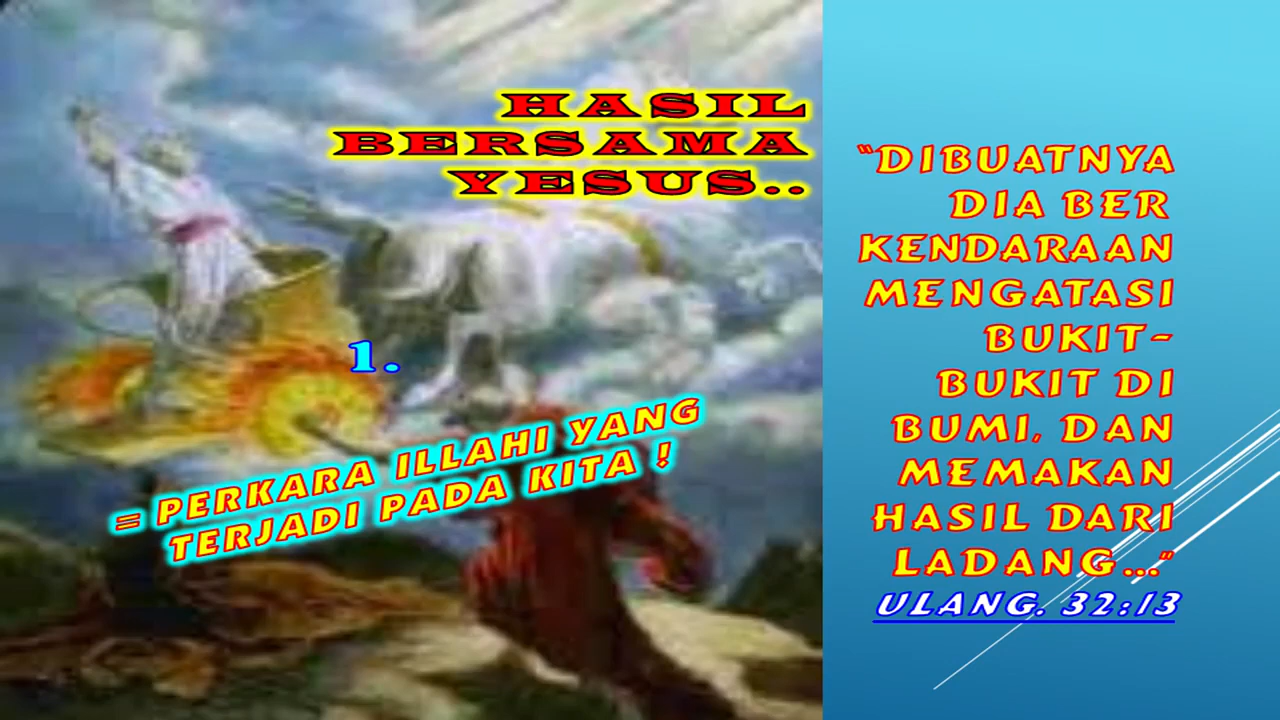 HASIL
BERSAMA
YESUS..
1.
= PERKARA ILLAHI YANG
TERJADI PADA KITA !
“DIBUATNYA
DIA BER
KENDARAAN
MENGATASI
BUKIT-
BUKIT DI
BUMI, DAN
MEMAKAN
HASIL DARI
LADANG...”
ULANG. 32:13